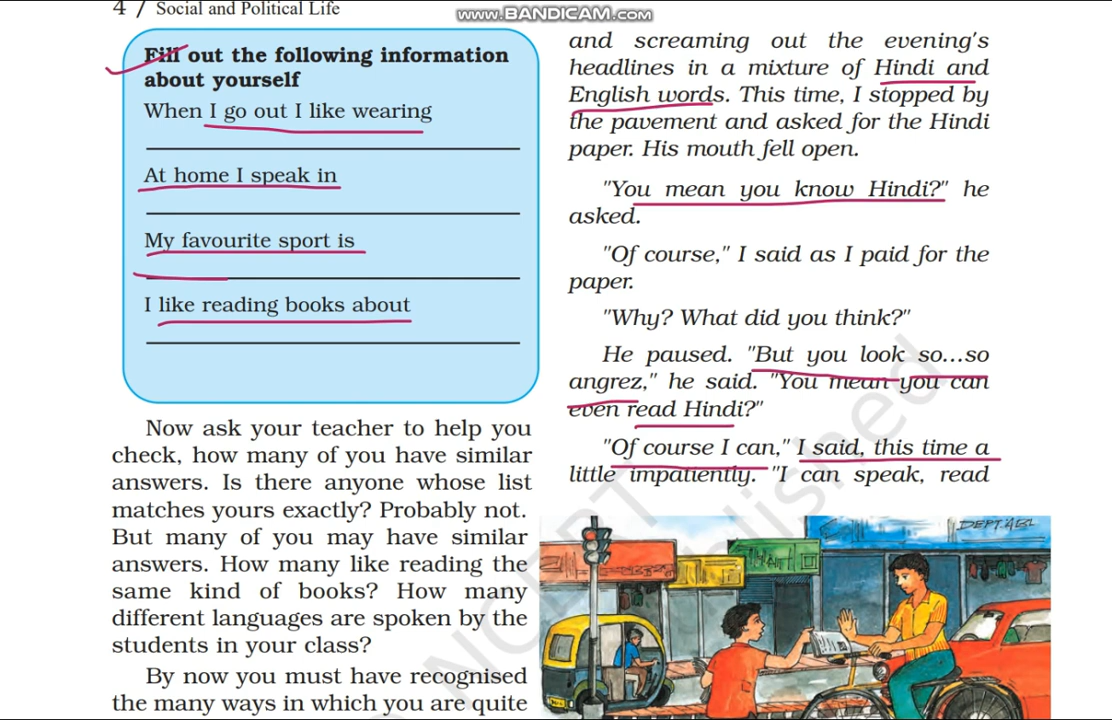 4 / Social and Political Life
www.BANDICAM.com
Fill out the following information
about yourself
When I go out I like wearing
At home I speak in
My favourite sport is
I like reading books about
Now ask your teacher to help you
check, how many of you have similar
answers. Is there anyone whose list
matches yours exactly? Probably not.
But many of you may have similar
answers. How many like reading the
same kind of books? How many
different languages are spoken by the
students in your class?
By now you must have recognised
the many ways in which you are quite
and screaming out the evening's
headlines in a mixture of Hindi and
English words. This time, I stopped by
the pavement and asked for the Hindi
paper. His mouth fell open.
"You mean you know Hindi?" he
asked.
"Of course," I said as I paid for the
paper.
"Why? What did you think?"
He paused. "But you look so...so
angrez," he said. "You mean you can
even read Hindi?"
"Of course I can," I said, this time a
little impatiently. "I can speak, read
NCERT
published